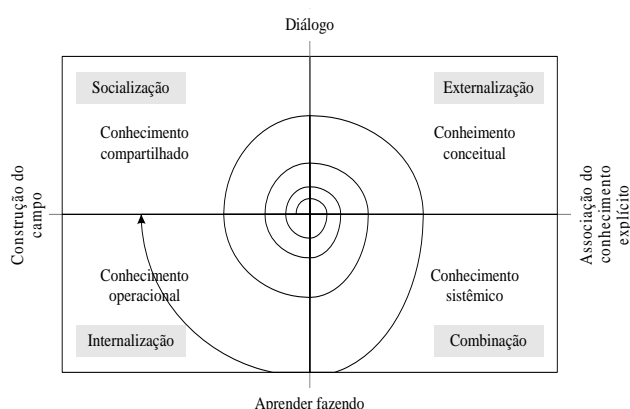 Diálogo
Socialização
Externalização
Conhecimento
compartilhado
Conheimento
conceitual
Construção do
campo
Associação do
conhecimento
explícito
Conhecimento
operacional
Conhecimento
sistêmico
Internalização
Combinação
Aprender fazendo